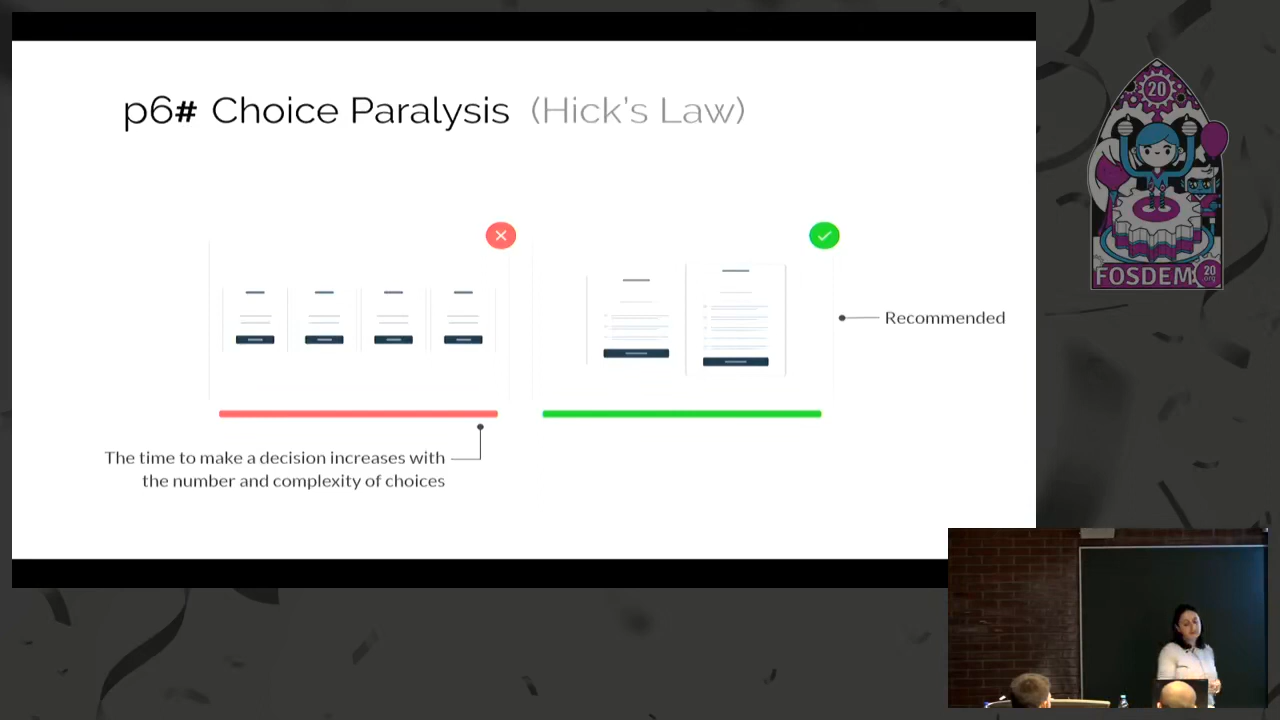 p6# Choice Paralysis (Hick's Law)
Recommended
The time to make a decision increases with
the number and complexity of choices
20
FOSDEM
20
org